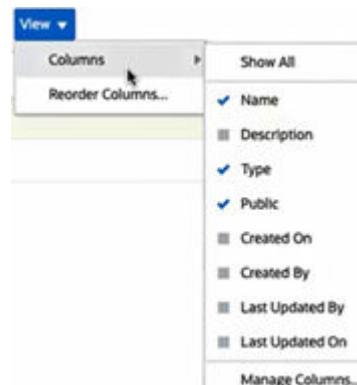 View
Columns
Reorder Columns...
Show All
Name
Description
Type
Public
Created On
Created By
Last Updated By
Last Updated On
Manage Columns...